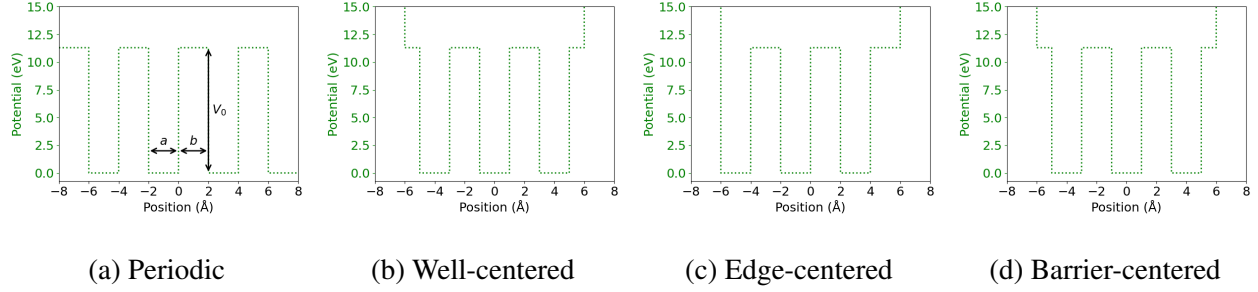 15.0
12.5
10.0
7.5
5.0
2.5
0.0
Potential (eV)
a
b
V0
−8 −6 −4 −2 0 2 4 6 8
Position (Å)
(a) Periodic
15.0
12.5
10.0
7.5
5.0
2.5
0.0
Potential (eV)
−8 −6 −4 −2 0 2 4 6 8
Position (Å)
(b) Well-centered
15.0
12.5
10.0
7.5
5.0
2.5
0.0
Potential (eV)
−8 −6 −4 −2 0 2 4 6 8
Position (Å)
(c) Edge-centered
15.0
12.5
10.0
7.5
5.0
2.5
0.0
Potential (eV)
−8 −6 −4 −2 0 2 4 6 8
Position (Å)
(d) Barrier-centered